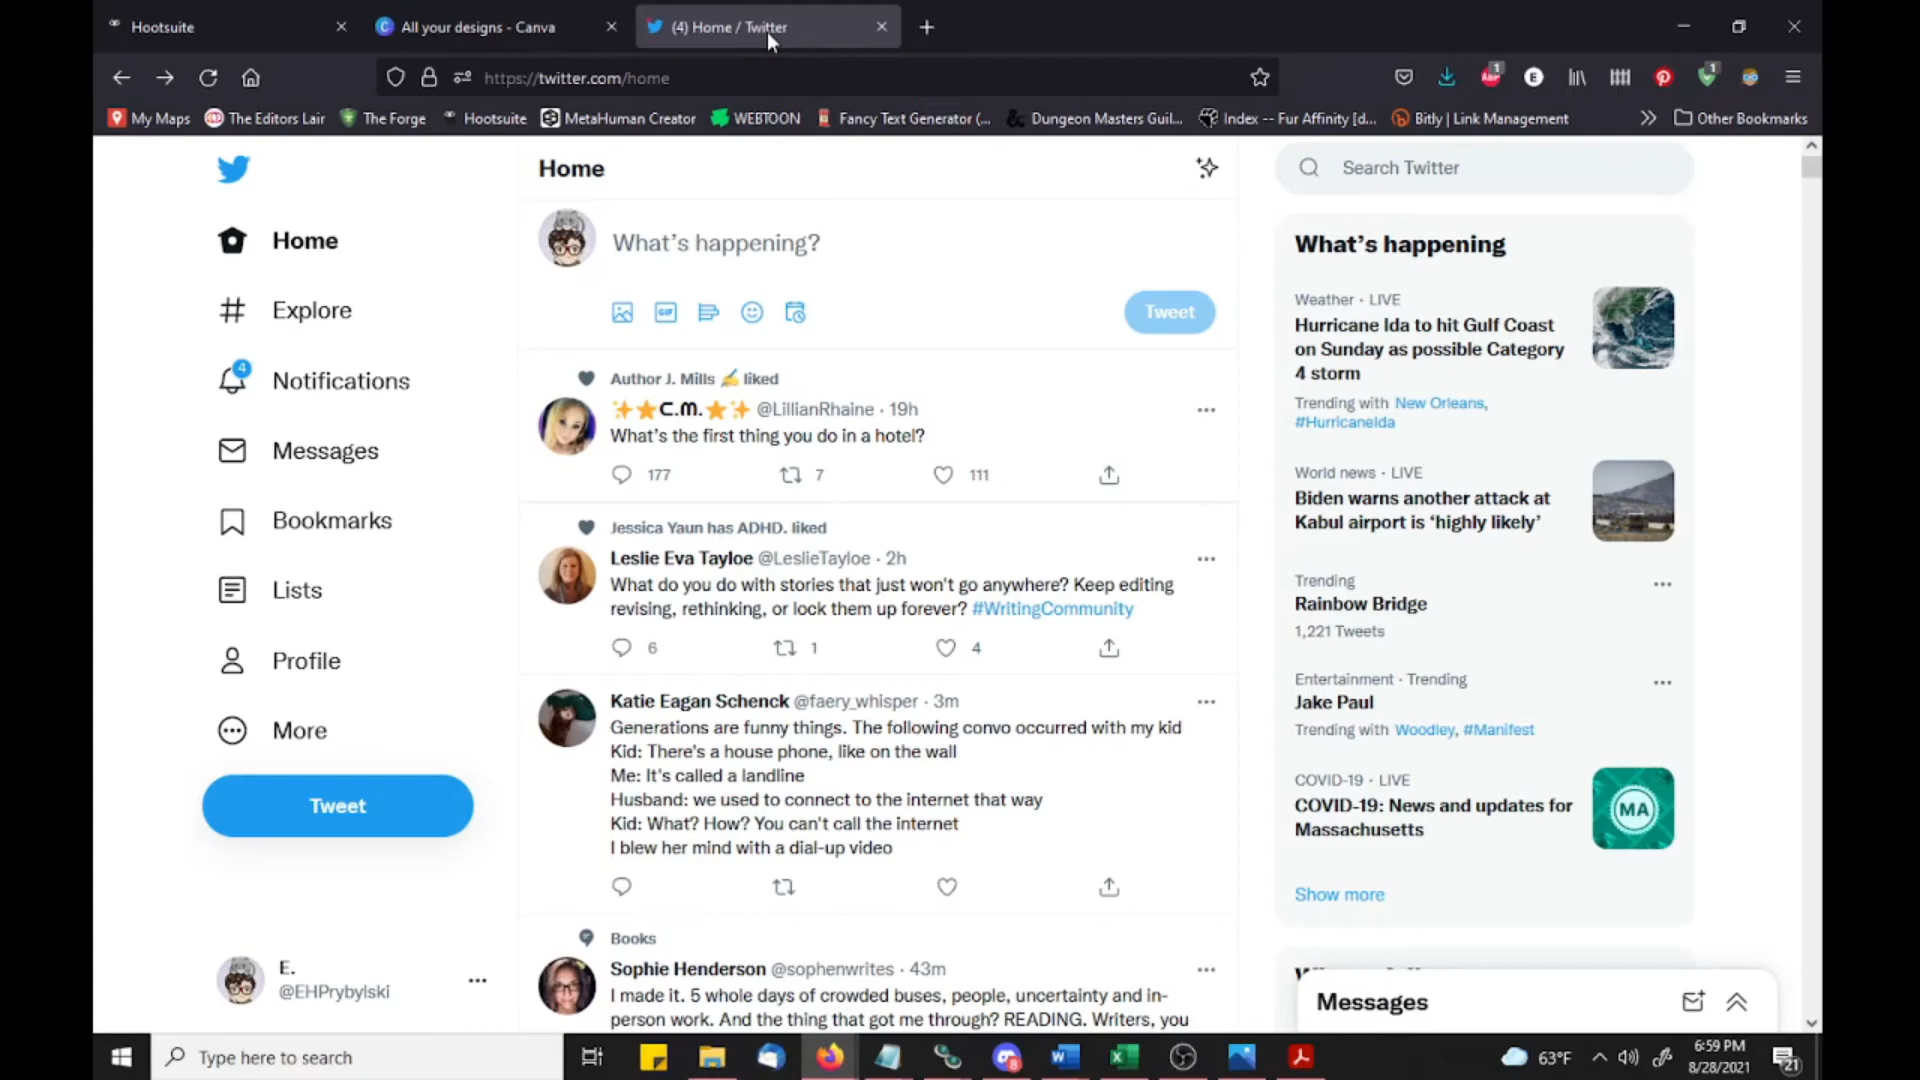 Hootsuite
All your designs - Canva
(4) Home / Twitter
https://twitter.com/home
ABP
1
E
1
My Maps
The Editors Lair
The Forge
Hootsuite
MetaHuman Creator
WEBTOON
Fancy Text Generator (...
Dungeon Masters Guil...
Index -- Fur Affinity [d...
Bitly | Link Management
Other Bookmarks
Home
Explore
4
Notifications
Messages
Bookmarks
Lists
Profile
More
Tweet
E.
@EHPrybylski
Home
What's happening?
GIF
Tweet
Author J. Mills ✍️ liked
✨⭐C.M.⭐✨ @LillianRhaine · 19h
What's the first thing you do in a hotel?
177 7 111
Jessica Yaun has ADHD. liked
Leslie Eva Tayloe @LeslieTayloe · 2h
What do you do with stories that just won't go anywhere? Keep editing
revising, rethinking, or lock them up forever? #WritingCommunity
6 1 4
Katie Eagan Schenck @faery_whisper · 3m
Generations are funny things. The following convo occurred with my kid
Kid: There's a house phone, like on the wall
Me: It's called a landline
Husband: we used to connect to the internet that way
Kid: What? How? You can't call the internet
I blew her mind with a dial-up video
Books
Sophie Henderson @sophenwrites · 43m
I made it. 5 whole days of crowded buses, people, uncertainty and in-
person work. And the thing that got me through? READING. Writers, you
Search Twitter
What's happening
Weather · LIVE
Hurricane Ida to hit Gulf Coast
on Sunday as possible Category
4 storm
Trending with New Orleans,
#HurricaneIda
World news · LIVE
Biden warns another attack at
Kabul airport is 'highly likely'
Trending
Rainbow Bridge
1,221 Tweets
Entertainment · Trending
Jake Paul
Trending with Woodley, #Manifest
COVID-19 · LIVE
COVID-19: News and updates for
Massachusetts
MA
Show more
Messages
Type here to search
8
63°F
6:59 PM
8/28/2021
21